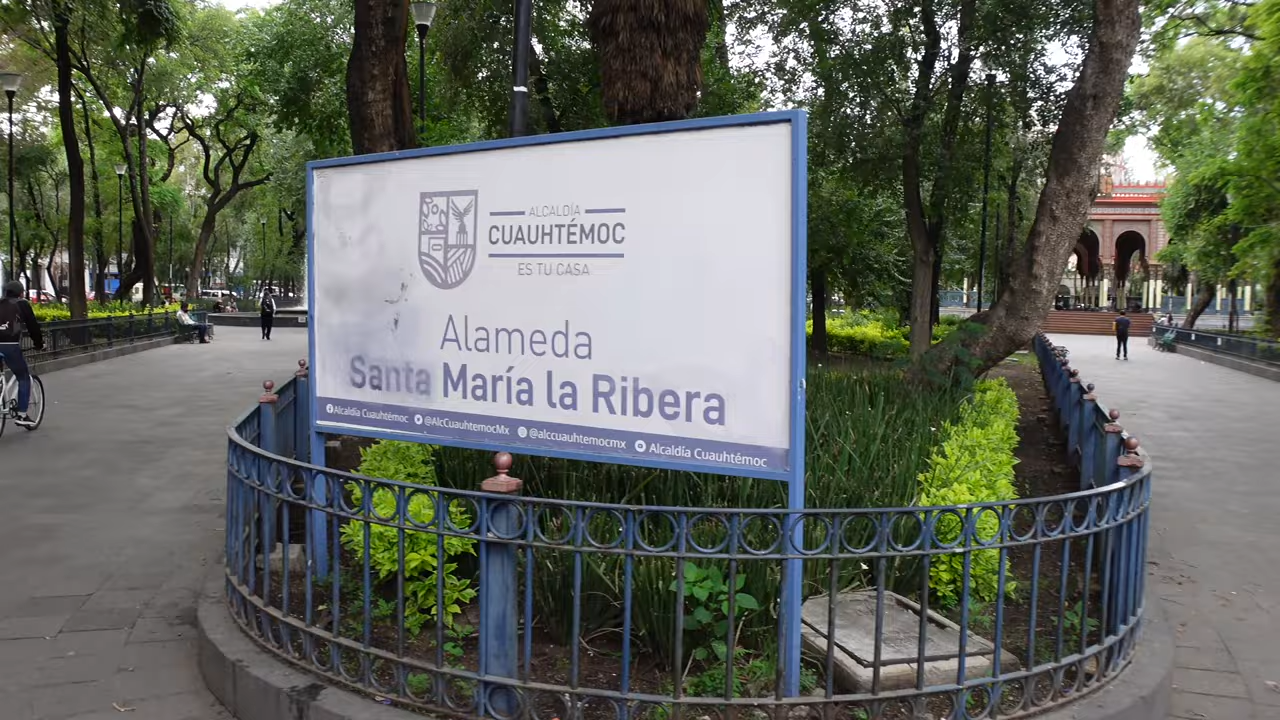 ALCALDÍA
CUAUHTÉMOC
ES TU CASA
Alameda
Santa María la Ribera
Alcaldía Cuauhtémoc @AlcCuauhtemocMx @alccuauhtemocmx Alcaldía Cuauhtémoc